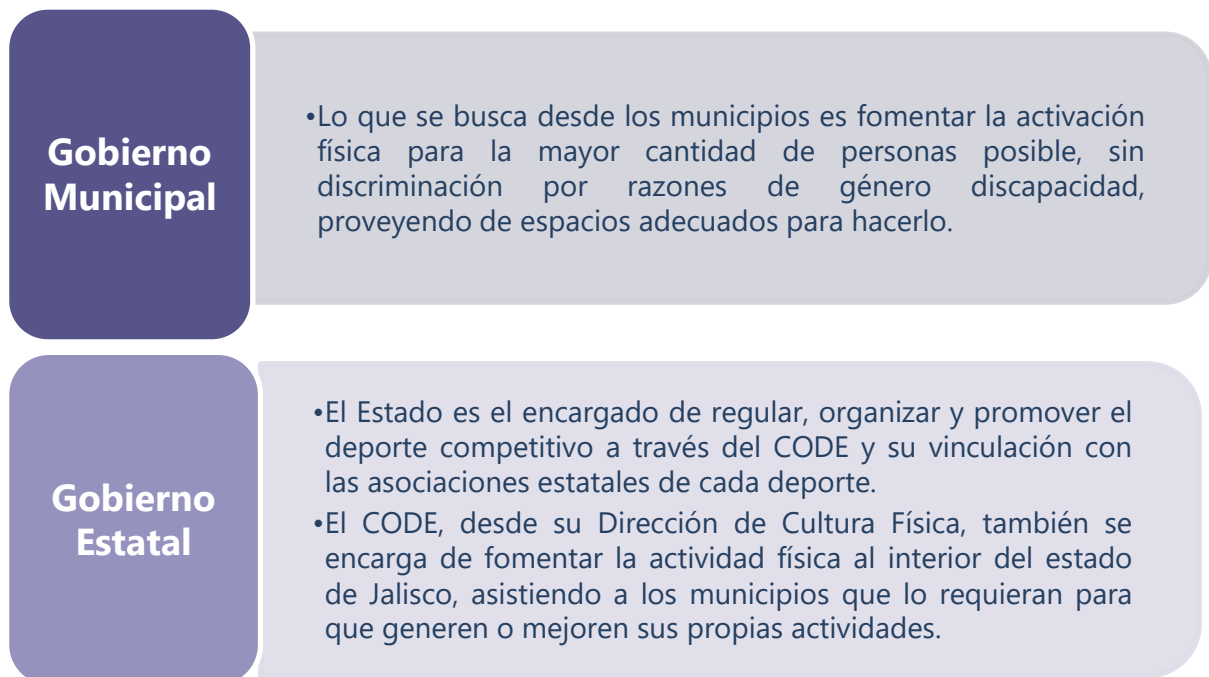 Gobierno
Municipal
•Lo que se busca desde los municipios es fomentar la activación
física para la mayor cantidad de personas posible, sin
discriminación por razones de género discapacidad,
proveyendo de espacios adecuados para hacerlo.
Gobierno
Estatal
•El Estado es el encargado de regular, organizar y promover el
deporte competitivo a través del CODE y su vinculación con
las asociaciones estatales de cada deporte.
•El CODE, desde su Dirección de Cultura Física, también se
encarga de fomentar la actividad física al interior del estado
de Jalisco, asistiendo a los municipios que lo requieran para
que generen o mejoren sus propias actividades.